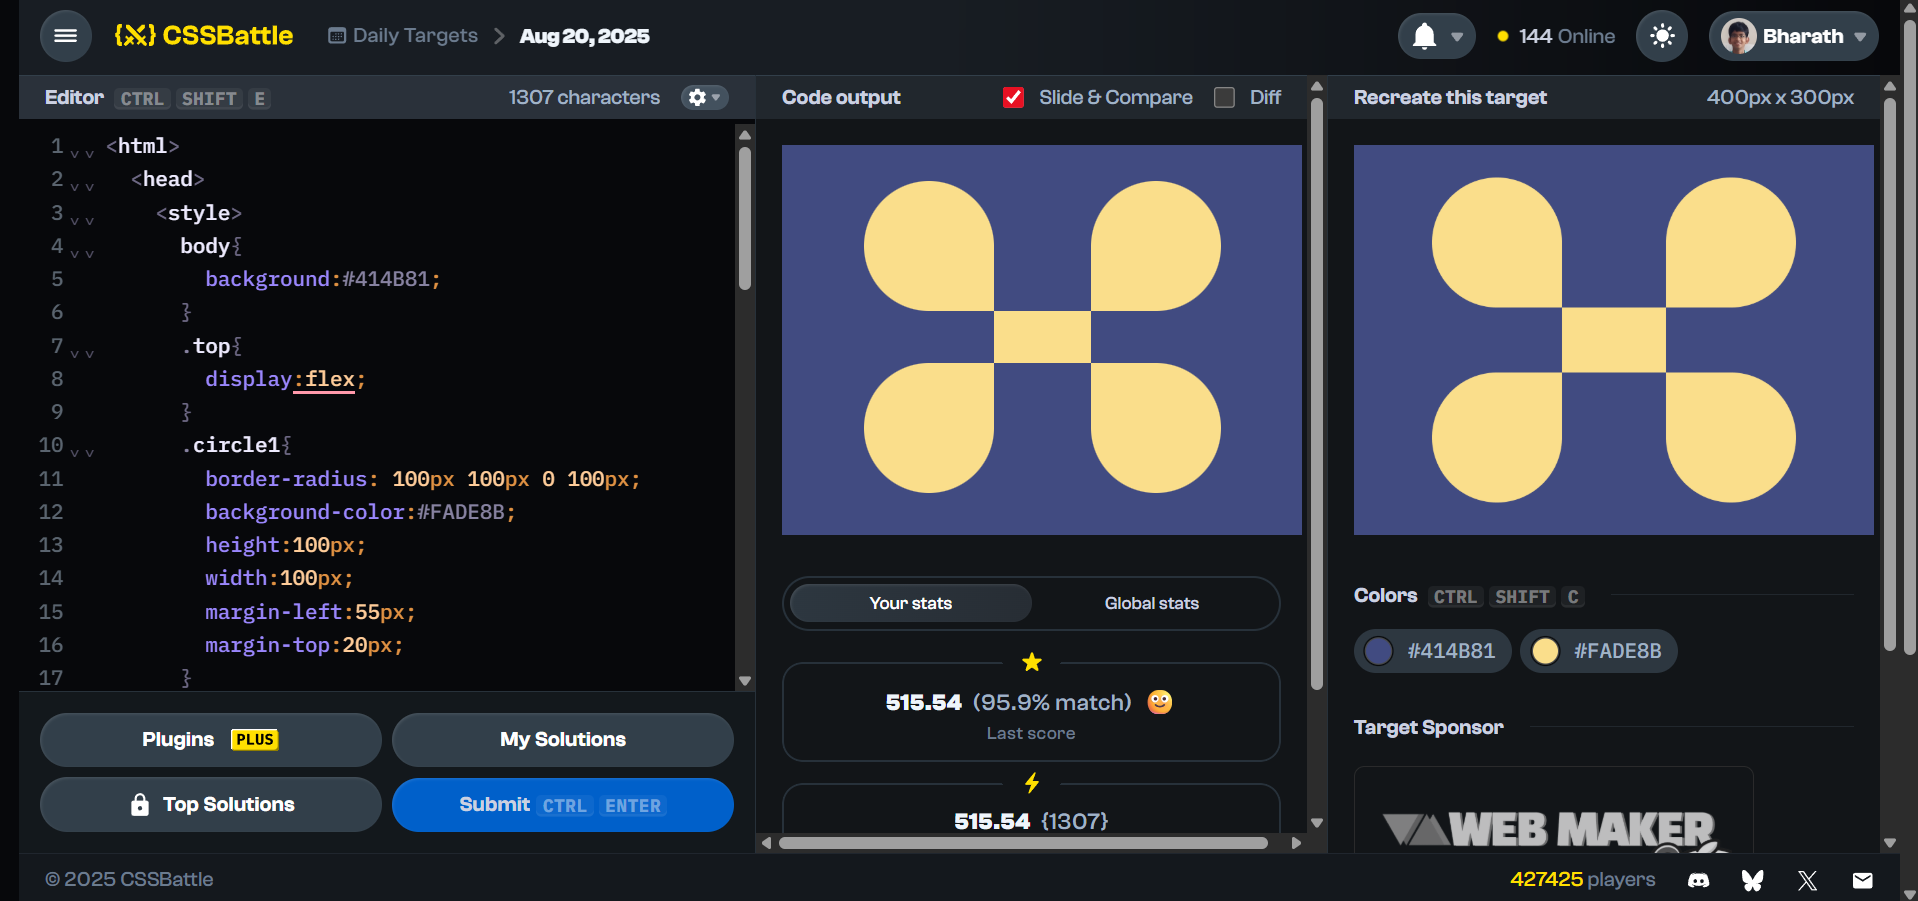 {X} CSSBattle
Daily Targets > Aug 20, 2025
144 Online
Bharath
Editor CTRL SHIFT E
1307 characters
1 <html>
2 <head>
3 <style>
4 body{
5 background:#414B81;
6 }
7 .top{
8 display:flex;
9 }
10 .circle1{
11 border-radius: 100px 100px 0 100px;
12 background-color:#FADE8B;
13 height:100px;
14 width:100px;
15 margin-left:55px;
16 margin-top:20px;
17 }
Plugins PLUS
My Solutions
Top Solutions
Submit CTRL ENTER
Code output
Slide & Compare
Diff
Your stats
Global stats
515.54 (95.9% match)
Last score
515.54 {1307}
Recreate this target
400px x 300px
Colors CTRL SHIFT C
#414B81
#FADE8B
Target Sponsor
WEB MAKER
© 2025 CSSBattle
427425 players